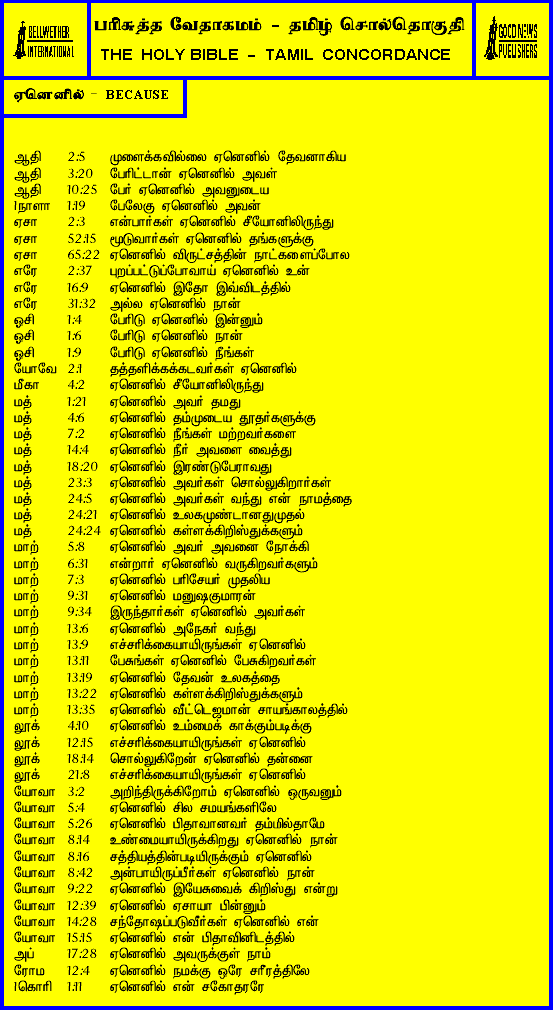 BELLWETHER INTERNATIONAL
பரிசுத்த வேதாகமம் - தமிழ் சொல்தொகுதி
THE HOLY BIBLE - TAMIL CONCORDANCE
GOOD NEWS PUBLISHERS
ஏனெனில் - BECAUSE
ஆதி 2:5 முளைக்கவில்லை ஏனெனில் தேவனாகிய
ஆதி 3:20 பேரிட்டான் ஏனெனில் அவள்
ஆதி 10:25 பேர் ஏனெனில் அவனுடைய
1நாளா 1:19 பேலேகு ஏனெனில் அவன்
ஏசா 2:3 என்பார்கள் ஏனெனில் சீயோனிலிருந்து
ஏசா 52:15 மூடுவார்கள் ஏனெனில் தங்களுக்கு
ஏசா 65:22 ஏனெனில் விருட்சத்தின் நாட்களைப்போல
எரே 2:37 புறப்பட்டுப்போவாய் ஏனெனில் உன்
எரே 16:9 ஏனெனில் இதோ இவ்விடத்தில்
எரே 31:32 அல்ல ஏனெனில் நான்
ஓசி 1:4 பேரிடு ஏனெனில் இன்னும்
ஓசி 1:6 பேரிடு ஏனெனில் நான்
ஓசி 1:9 பேரிடு ஏனெனில் நீங்கள்
யோவே 2:1 தத்தளிக்கக்கடவர்கள் ஏனெனில்
மீகா 4:2 ஏனெனில் சீயோனிலிருந்து
மத் 1:21 ஏனெனில் அவர் தமது
மத் 4:6 ஏனெனில் தம்முடைய தூதர்களுக்கு
மத் 7:2 ஏனெனில் நீங்கள் மற்றவர்களை
மத் 14:4 ஏனெனில் நீர் அவளை வைத்து
மத் 18:20 ஏனெனில் இரண்டுபேராவது
மத் 23:3 ஏனெனில் அவர்கள் சொல்லுகிறார்கள்
மத் 24:5 ஏனெனில் அவர்கள் வந்து என் நாமத்தை
மத் 24:21 ஏனெனில் உலகமுண்டானதுமுதல்
மத் 24:24 ஏனெனில் கள்ளக்கிறிஸ்துக்களும்
மாற் 5:8 ஏனெனில் அவர் அவனை நோக்கி
மாற் 6:31 என்றார் ஏனெனில் வருகிறவர்களும்
மாற் 7:3 ஏனெனில் பரிசேயர் முதலிய
மாற் 9:31 ஏனெனில் மனுஷகுமாரன்
மாற் 9:34 இருந்தார்கள் ஏனெனில் அவர்கள்
மாற் 13:6 ஏனெனில் அநேகர் வந்து
மாற் 13:9 எச்சரிக்கையாயிருங்கள் ஏனெனில்
மாற் 13:11 பேசுங்கள் ஏனெனில் பேசுகிறவர்கள்
மாற் 13:19 ஏனெனில் தேவன் உலகத்தை
மாற் 13:22 ஏனெனில் கள்ளக்கிறிஸ்துக்களும்
மாற் 13:35 ஏனெனில் வீட்டெஜமான் சாயங்காலத்தில்
லூக் 4:10 ஏனெனில் உம்மைக் காக்கும்படிக்கு
லூக் 12:15 எச்சரிக்கையாயிருங்கள் ஏனெனில்
லூக் 18:14 சொல்லுகிறேன் ஏனெனில் தன்னை
லூக் 21:8 எச்சரிக்கையாயிருங்கள் ஏனெனில்
யோவா 3:2 அறிந்திருக்கிறோம் ஏனெனில் ஒருவனும்
யோவா 5:4 ஏனெனில் சில சமயங்களிலே
யோவா 5:26 ஏனெனில் பிதாவானவர் தம்மில்தாமே
யோவா 8:14 உண்மையாயிருக்கிறது ஏனெனில் நான்
யோவா 8:16 சத்தியத்தின்படியிருக்கும் ஏனெனில்
யோவா 8:42 அன்பாயிருப்பீர்கள் ஏனெனில் நான்
யோவா 9:22 ஏனெனில் இயேசுவைக் கிறிஸ்து என்று
யோவா 12:39 ஏனெனில் ஏசாயா பின்னும்
யோவா 14:28 சந்தோஷப்படுவீர்கள் ஏனெனில் என்
யோவா 15:15 ஏனெனில் என் பிதாவினிடத்தில்
அப் 17:28 ஏனெனில் அவருக்குள் நாம்
ரோம 12:4 ஏனெனில் நமக்கு ஒரே சரீரத்திலே
1கொரி 1:11 ஏனெனில் என் சகோதரரே